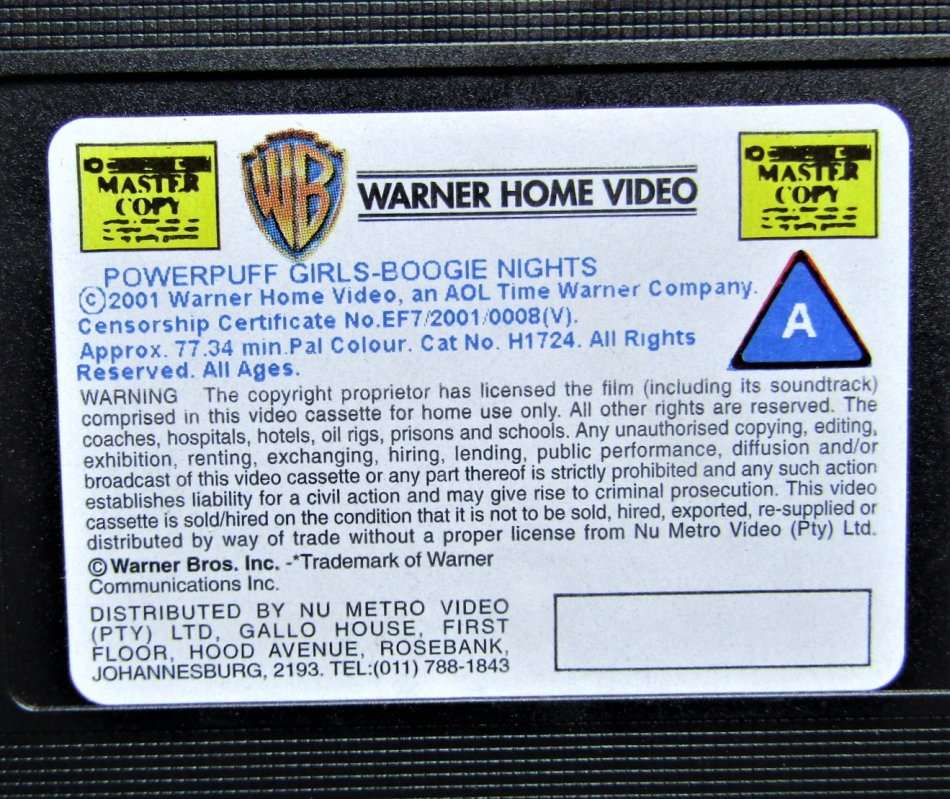 MASTER
COPY
WB
WARNER HOME VIDEO
MASTER
COPY
POWERPUFF GIRLS-BOOGIE NIGHTS
©2001 Warner Home Video, an AOL Time Warner Company.
Censorship Certificate No.EF7/2001/0008(V).
Approx. 77.34 min.Pal Colour. Cat No. H1724. All Rights
Reserved. All Ages.
A
WARNING The copyright proprietor has licensed the film (including its soundtrack)
comprised in this video cassette for home use only. All other rights are reserved. The
coaches, hospitals, hotels, oil rigs, prisons and schools. Any unauthorised copying, editing,
exhibition, renting, exchanging, hiring, lending, public performance, diffusion and/or
broadcast of this video cassette or any part thereof is strictly prohibited and any such action
establishes liability for a civil action and may give rise to criminal prosecution. This video
cassette is sold/hired on the condition that it is not to be sold, hired, exported, re-supplied or
distributed by way of trade without a proper license from Nu Metro Video (Pty) Ltd.
©Warner Bros. Inc. -*Trademark of Warner
Communications Inc.
DISTRIBUTED BY NU METRO VIDEO
(PTY) LTD, GALLO HOUSE, FIRST
FLOOR, HOOD AVENUE, ROSEBANK,
JOHANNESBURG, 2193. TEL:(011) 788-1843